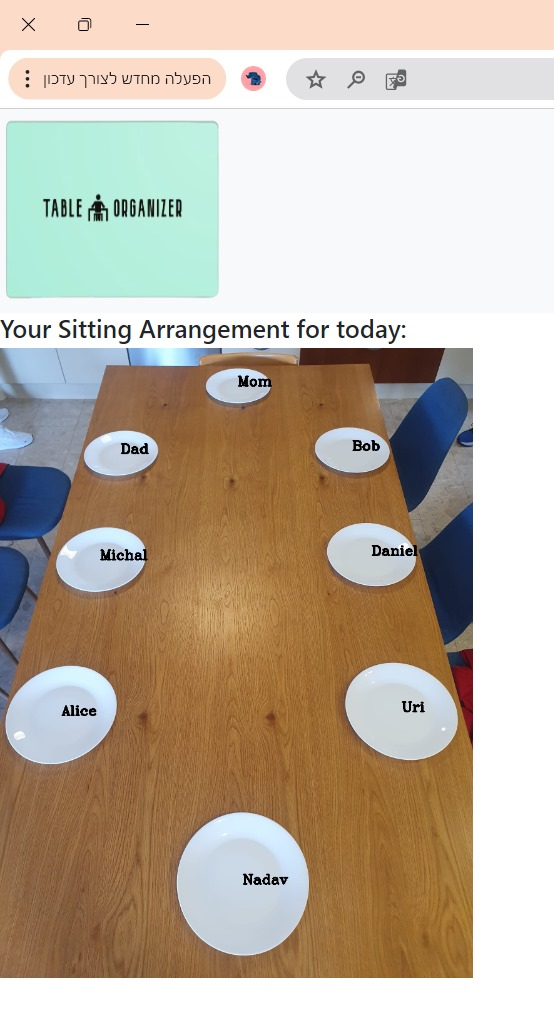 הפעלה מחדש לצורך עדכון
TABLE ORGANIZER
Your Sitting Arrangement for today:
Mom
Dad
Bob
Michal
Daniel
Alice
Uri
Nadav